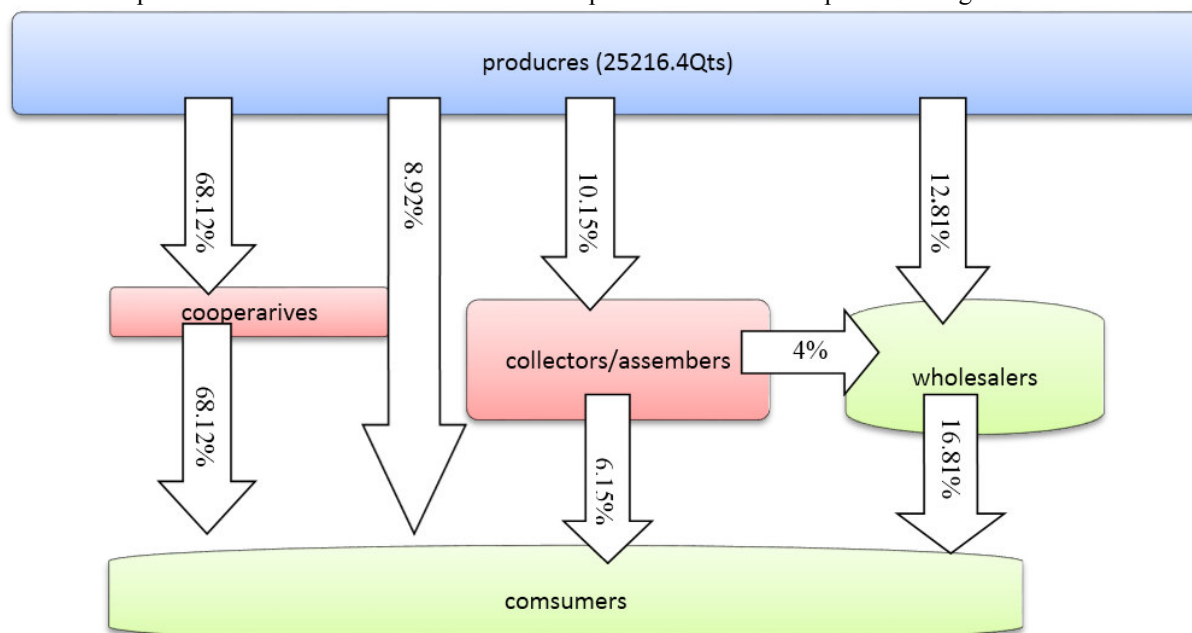 producres (25216.4Qts)
68.12%
8.92%
10.15%
12.81%
cooperarives
collectors/assembers
4%
wholesalers
68.12%
6.15%
16.81%
comsumers